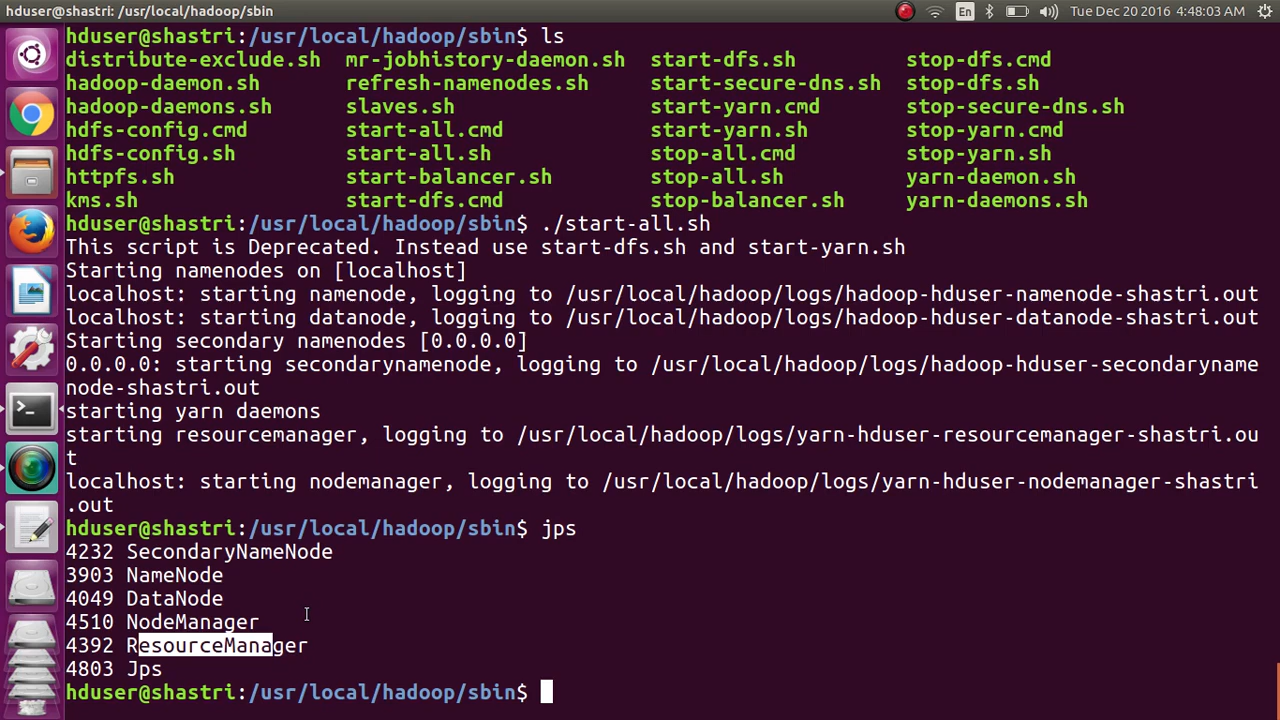 hduser@shastri: /usr/local/hadoop/sbin
En
Tue Dec 20 2016 4:48:03 AM
hduser@shastri:/usr/local/hadoop/sbin$ ls
distribute-exclude.sh mr-jobhistory-daemon.sh start-dfs.sh stop-dfs.cmd
hadoop-daemon.sh refresh-namenodes.sh start-secure-dns.sh stop-dfs.sh
hadoop-daemons.sh slaves.sh start-yarn.cmd stop-secure-dns.sh
hdfs-config.cmd start-all.cmd start-yarn.sh stop-yarn.cmd
hdfs-config.sh start-all.sh stop-all.cmd stop-yarn.sh
httpfs.sh start-balancer.sh stop-all.sh yarn-daemon.sh
kms.sh start-dfs.cmd stop-balancer.sh yarn-daemons.sh
hduser@shastri:/usr/local/hadoop/sbin$ ./start-all.sh
This script is Deprecated. Instead use start-dfs.sh and start-yarn.sh
Starting namenodes on [localhost]
localhost: starting namenode, logging to /usr/local/hadoop/logs/hadoop-hduser-namenode-shastri.out
localhost: starting datanode, logging to /usr/local/hadoop/logs/hadoop-hduser-datanode-shastri.out
Starting secondary namenodes [0.0.0.0]
0.0.0.0: starting secondarynamenode, logging to /usr/local/hadoop/logs/hadoop-hduser-secondaryname
node-shastri.out
starting yarn daemons
starting resourcemanager, logging to /usr/local/hadoop/logs/yarn-hduser-resourcemanager-shastri.ou
t
localhost: starting nodemanager, logging to /usr/local/hadoop/logs/yarn-hduser-nodemanager-shastri
.out
hduser@shastri:/usr/local/hadoop/sbin$ jps
4232 SecondaryNameNode
3903 NameNode
4049 DataNode
4510 NodeManager
4392 ResourceManager
4803 Jps
hduser@shastri:/usr/local/hadoop/sbin$